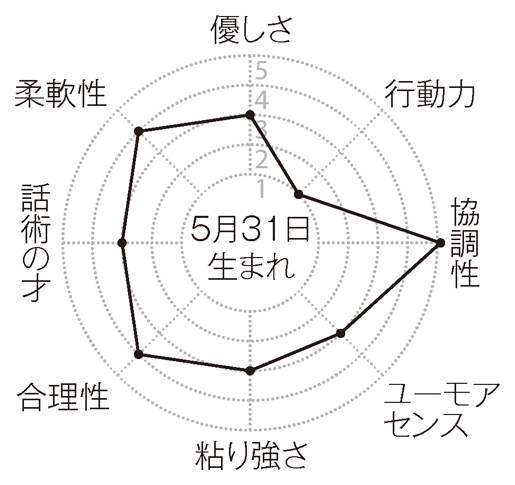 優しさ
5
4
3
2
1
行動力
協調性
ユーモア
センス
粘り強さ
合理性
話術の才
柔軟性
5月31日
生まれ